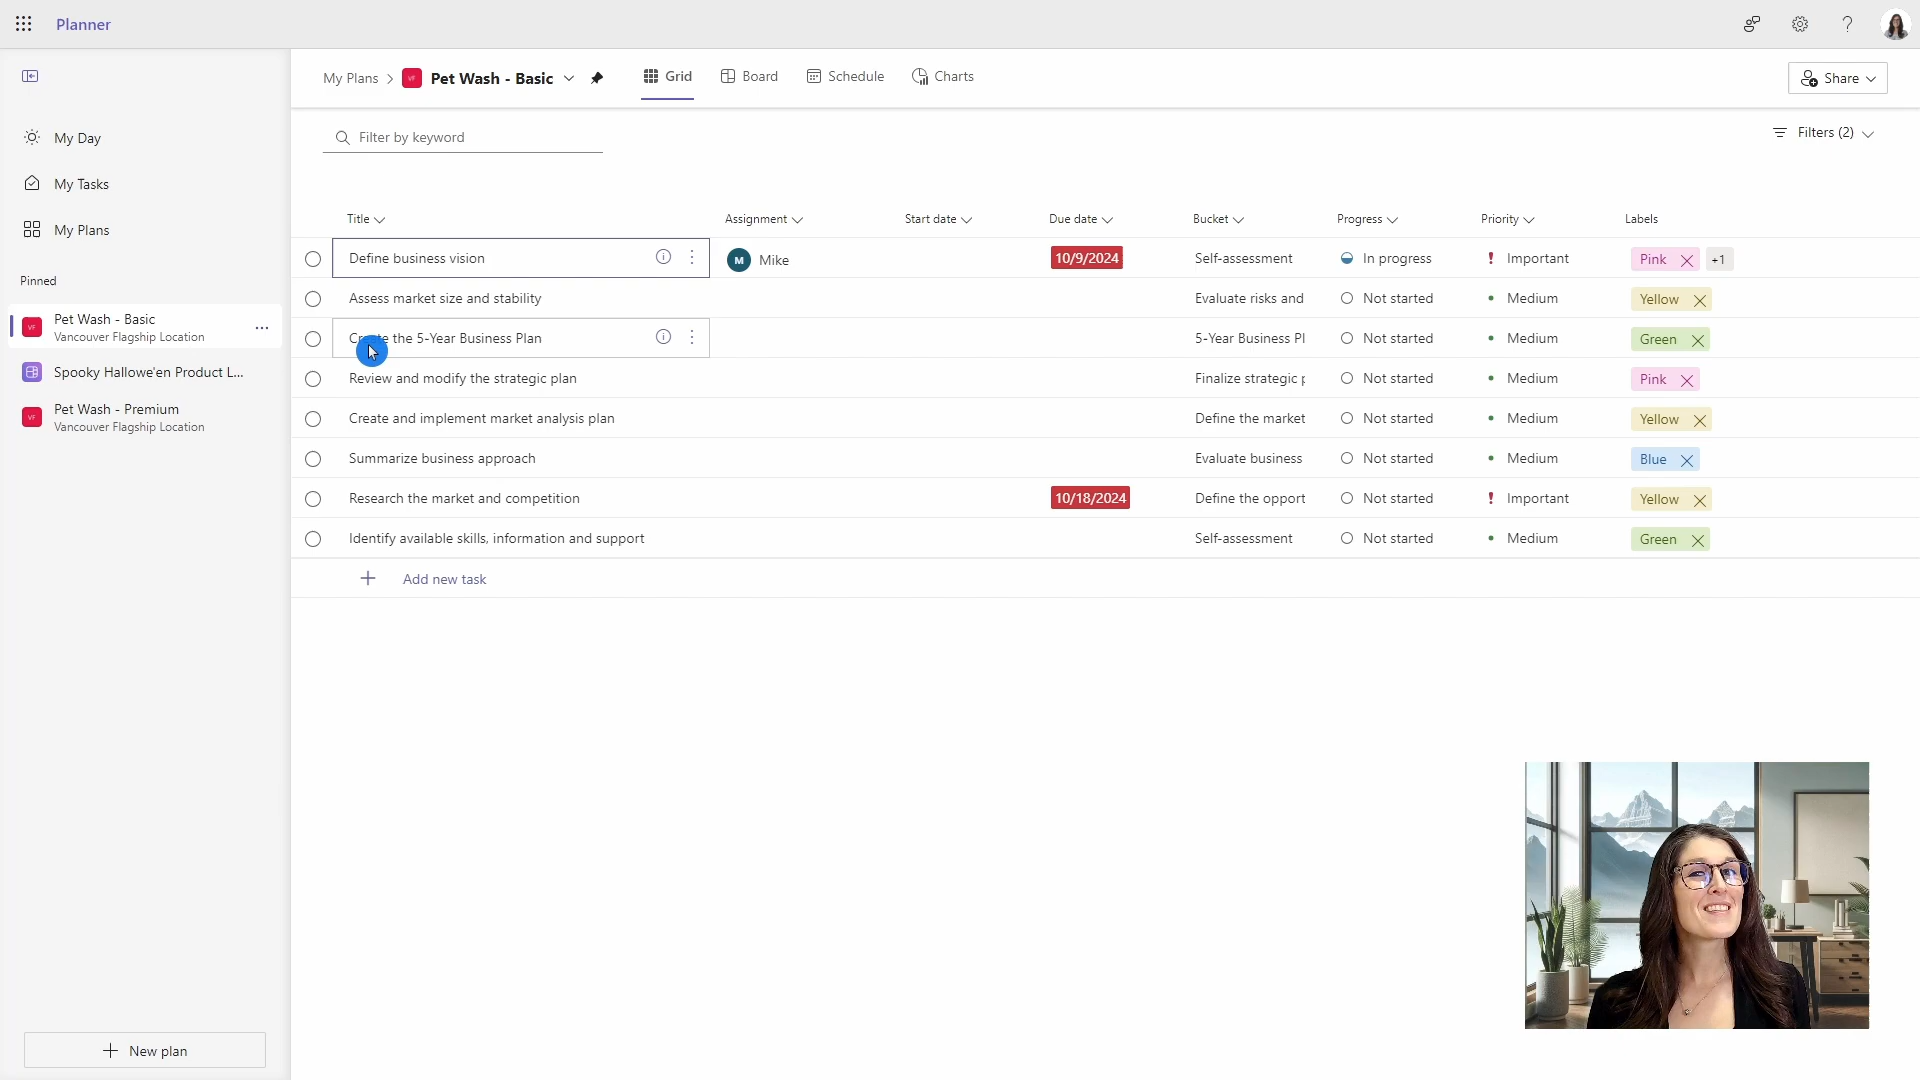 Planner
My Plans > VF Pet Wash - Basic
Grid
Board
Schedule
Charts
Share
My Day
My Tasks
My Plans
Pinned
VF Pet Wash - Basic
Vancouver Flagship Location
Spooky Hallowe'en Product L...
VF Pet Wash - Premium
Vancouver Flagship Location
New plan
Filter by keyword
Filters (2)
Title Assignment Start date Due date Bucket Progress Priority Labels
Define business vision M Mike 10/9/2024 Self-assessment In progress Important Pink +1
Assess market size and stability Evaluate risks and Not started Medium Yellow
Create the 5-Year Business Plan 5-Year Business Pl Not started Medium Green
Review and modify the strategic plan Finalize strategic p Not started Medium Pink
Create and implement market analysis plan Define the market Not started Medium Yellow
Summarize business approach Evaluate business Not started Medium Blue
Research the market and competition 10/18/2024 Define the opport Not started Important Yellow
Identify available skills, information and support Self-assessment Not started Medium Green
Add new task